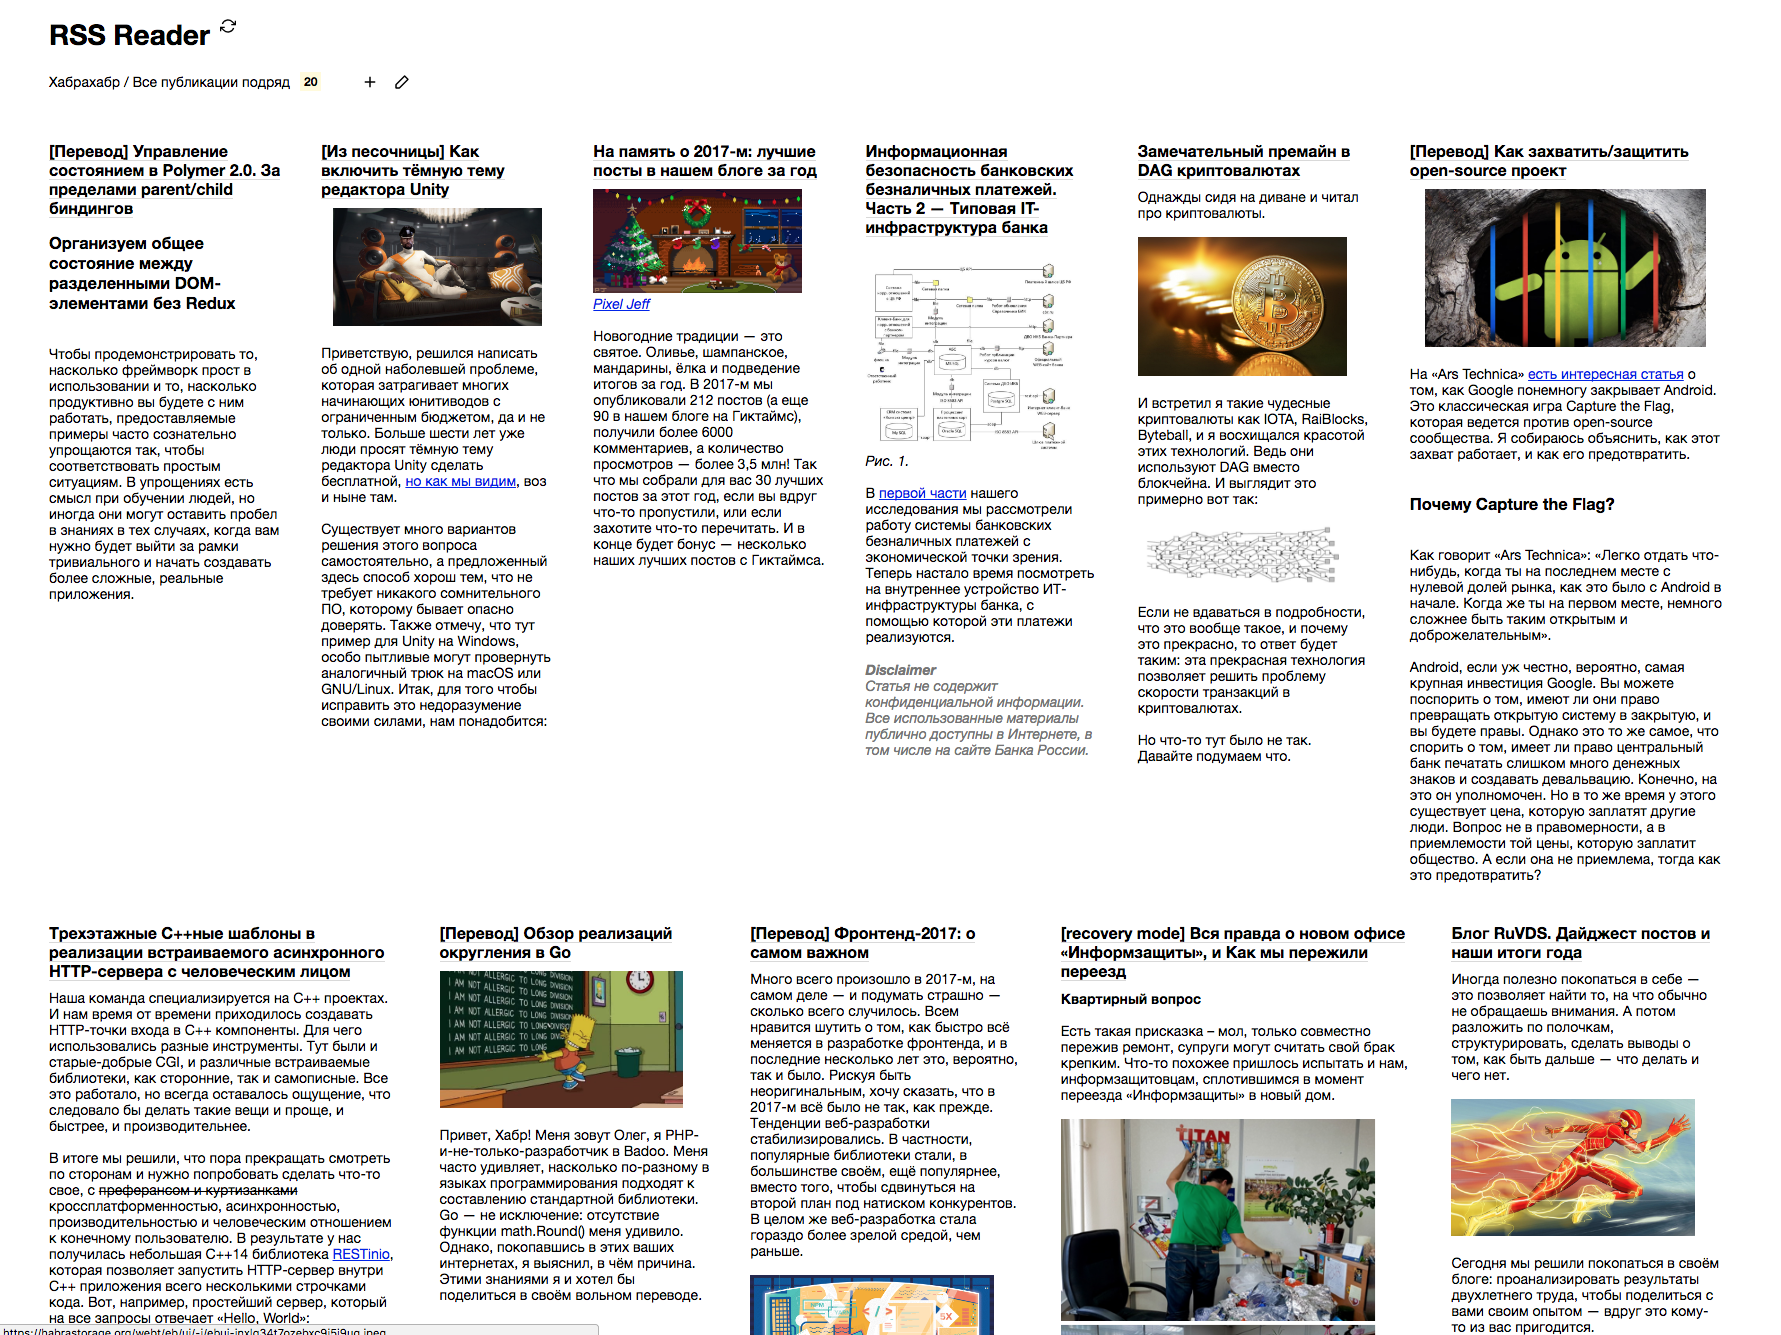 RSS Reader
Хабрахабр / Все публикации подряд 20
[Перевод] Управление
состоянием в Polymer 2.0. За
пределами parent/child
биндингов
Организуем общее
состояние между
разделенными DOM-
элементами без Redux
Чтобы продемонстрировать то,
насколько фреймворк прост в
использовании и то, насколько
продуктивно вы будете с ним
работать, предоставляемые
примеры часто сознательно
упрощаются так, чтобы
соответствовать простым
ситуациям. В упрощениях есть
смысл при обучении людей, но
иногда они могут оставить пробел
в знаниях в тех случаях, когда вам
нужно будет выйти за рамки
тривиального и начать создавать
более сложные, реальные
приложения.
[Из песочницы] Как
включить тёмную тему
редактора Unity
Приветствую, решился написать
об одной наболевшей проблеме,
которая затрагивает многих
начинающих юнитиводов с
ограниченным бюджетом, да и не
только. Больше шести лет уже
люди просят тёмную тему
редактора Unity сделать
бесплатной, но как мы видим, воз
и ныне там.
Существует много вариантов
решения этого вопроса
самостоятельно, а предложенный
здесь способ хорош тем, что не
требует никакого сомнительного
ПО, которому бывает опасно
доверять. Также отмечу, что тут
пример для Unity на Windows,
особо пытливые могут провернуть
аналогичный трюк на macOS или
GNU/Linux. Итак, для того чтобы
исправить это недоразумение
своими силами, нам понадобится:
На память о 2017-м: лучшие
посты в нашем блоге за год
Pixel Jeff
Новогодние традиции — это
святое. Оливье, шампанское,
мандарины, ёлка и подведение
итогов за год. В 2017-м мы
опубликовали 212 постов (а еще
90 в нашем блоге на Гиктаймс),
получили более 6000
комментариев, а количество
просмотров — более 3,5 млн! Так
что мы собрали для вас 30 лучших
постов за этот год, если вы вдруг
что-то пропустили, или если
захотите что-то перечитать. И в
конце будет бонус — несколько
наших лучших постов с Гиктаймса.
Информационная
безопасность банковских
безналичных платежей.
Часть 2 — Типовая IT-
инфраструктура банка
Рис. 1.
В первой части нашего
исследования мы рассмотрели
работу системы банковских
безналичных платежей с
экономической точки зрения.
Теперь настало время посмотреть
на внутреннее устройство ИТ-
инфраструктуры банка, с
помощью которой эти платежи
реализуются.
Disclaimer
Статья не содержит
конфиденциальной информации.
Все использованные материалы
публично доступны в Интернете, в
том числе на сайте Банка России.
Замечательный премайн в
DAG криптовалютах
Однажды сидя на диване и читал
про криптовалюты.
И встретил я такие чудесные
криптовалюты как IOTA, RaiBlocks,
Byteball, и я восхищался красотой
этих технологий. Ведь они
используют DAG вместо
блокчейна. И выглядит это
примерно вот так:
Если не вдаваться в подробности,
что это вообще такое, и почему
это прекрасно, то ответ будет
таким: эта прекрасная технология
позволяет решить проблему
скорости транзакций в
криптовалютах.
Но что-то тут было не так.
Давайте подумаем что.
[Перевод] Как захватить/защитить
open-source проект
На «Ars Technica» есть интересная статья о
том, как Google понемногу закрывает Android.
Это классическая игра Capture the Flag,
которая ведется против open-source
сообщества. Я собираюсь объяснить, как этот
захват работает, и как его предотвратить.
Почему Capture the Flag?
Как говорит «Ars Technica»: «Легко отдать что-
нибудь, когда ты на последнем месте с
нулевой долей рынка, как это было с Android в
начале. Когда же ты на первом месте, немного
сложнее быть таким открытым и
доброжелательным».
Android, если уж честно, вероятно, самая
крупная инвестиция Google. Вы можете
поспорить о том, имеют ли они право
превращать открытую систему в закрытую, и
вы будете правы. Однако это то же самое, что
спорить о том, имеет ли право центральный
банк печатать слишком много денежных
знаков и создавать девальвацию. Конечно, на
это он уполномочен. Но в то же время у этого
существует цена, которую заплатят другие
люди. Вопрос не в правомерности, а в
приемлемости той цены, которую заплатит
общество. А если она не приемлема, тогда как
это предотвратить?
Трехэтажные C++ные шаблоны в
реализации встраиваемого асинхронного
HTTP-сервера с человеческим лицом
Наша команда специализируется на C++ проектах.
И нам время от времени приходилось создавать
HTTP-точки входа в C++ компоненты. Для чего
использовались разные инструменты. Тут были и
старые-добрые CGI, и различные встраиваемые
библиотеки, как сторонние, так и самописные. Все
это работало, но всегда оставалось ощущение, что
следовало бы делать такие вещи и проще, и
быстрее, и производительнее.
В итоге мы решили, что пора прекращать смотреть
по сторонам и нужно попробовать сделать что-то
свое, с преферансом и куртизанками
кроссплатформенностью, асинхронностью,
производительностью и человеческим отношением
к конечному пользователю. В результате у нас
получилась небольшая C++14 библиотека RESTinio,
которая позволяет запустить HTTP-сервер внутри
C++ приложения всего несколькими строчками
кода. Вот, например, простейший сервер, который
на все запросы отвечает «Hello, World»:
[Перевод] Обзор реализаций
округления в Go
I AM NOT ALLERGIC TO LONG DIVISION
I AM NOT ALLERGIC TO LONG DIVISION
I AM NOT ALLERGIC TO LONG DIVISION
Привет, Хабр! Меня зовут Олег, я PHP-
и-не-только-разработчик в Badoo. Меня
часто удивляет, насколько по-разному в
языках программирования подходят к
составлению стандартной библиотеки.
Go — не исключение: отсутствие
функции math.Round() меня удивило.
Однако, покопавшись в этих ваших
интернетах, я выяснил, в чём причина.
Этими знаниями я и хотел бы
поделиться в своём вольном переводе.
[Перевод] Фронтенд-2017: о
самом важном
Много всего произошло в 2017-м, на
самом деле — и подумать страшно —
сколько всего случилось. Всем
нравится шутить о том, как быстро всё
меняется в разработке фронтенда, и в
последние несколько лет это, вероятно,
так и было. Рискуя быть
неоригинальным, хочу сказать, что в
2017-м всё было не так, как прежде.
Тенденции веб-разработки
стабилизировались. В частности,
популярные библиотеки стали, в
большинстве своём, ещё популярнее,
вместо того, чтобы сдвинуться на
второй план под натиском конкурентов.
В целом же веб-разработка стала
гораздо более зрелой средой, чем
раньше.
NPM
</>
5X
[recovery mode] Вся правда о новом офисе
«Информзащиты», и Как мы пережили
переезд
Квартирный вопрос
Есть такая присказка – мол, только совместно
пережив ремонт, супруги могут считать свой брак
крепким. Что-то похожее пришлось испытать и нам,
информзащитовцам, сплотившимся в момент
переезда «Информзащиты» в новый дом.
TITAN
Блог RuVDS. Дайджест постов и
наши итоги года
Иногда полезно покопаться в себе —
это позволяет найти то, на что обычно
не обращаешь внимания. А потом
разложить по полочкам,
структурировать, сделать выводы о
том, как быть дальше — что делать и
чего нет.
Сегодня мы решили покопаться в своём
блоге: проанализировать результаты
двухлетнего труда, чтобы поделиться с
вами своим опытом — вдруг это кому-
то из вас пригодится.